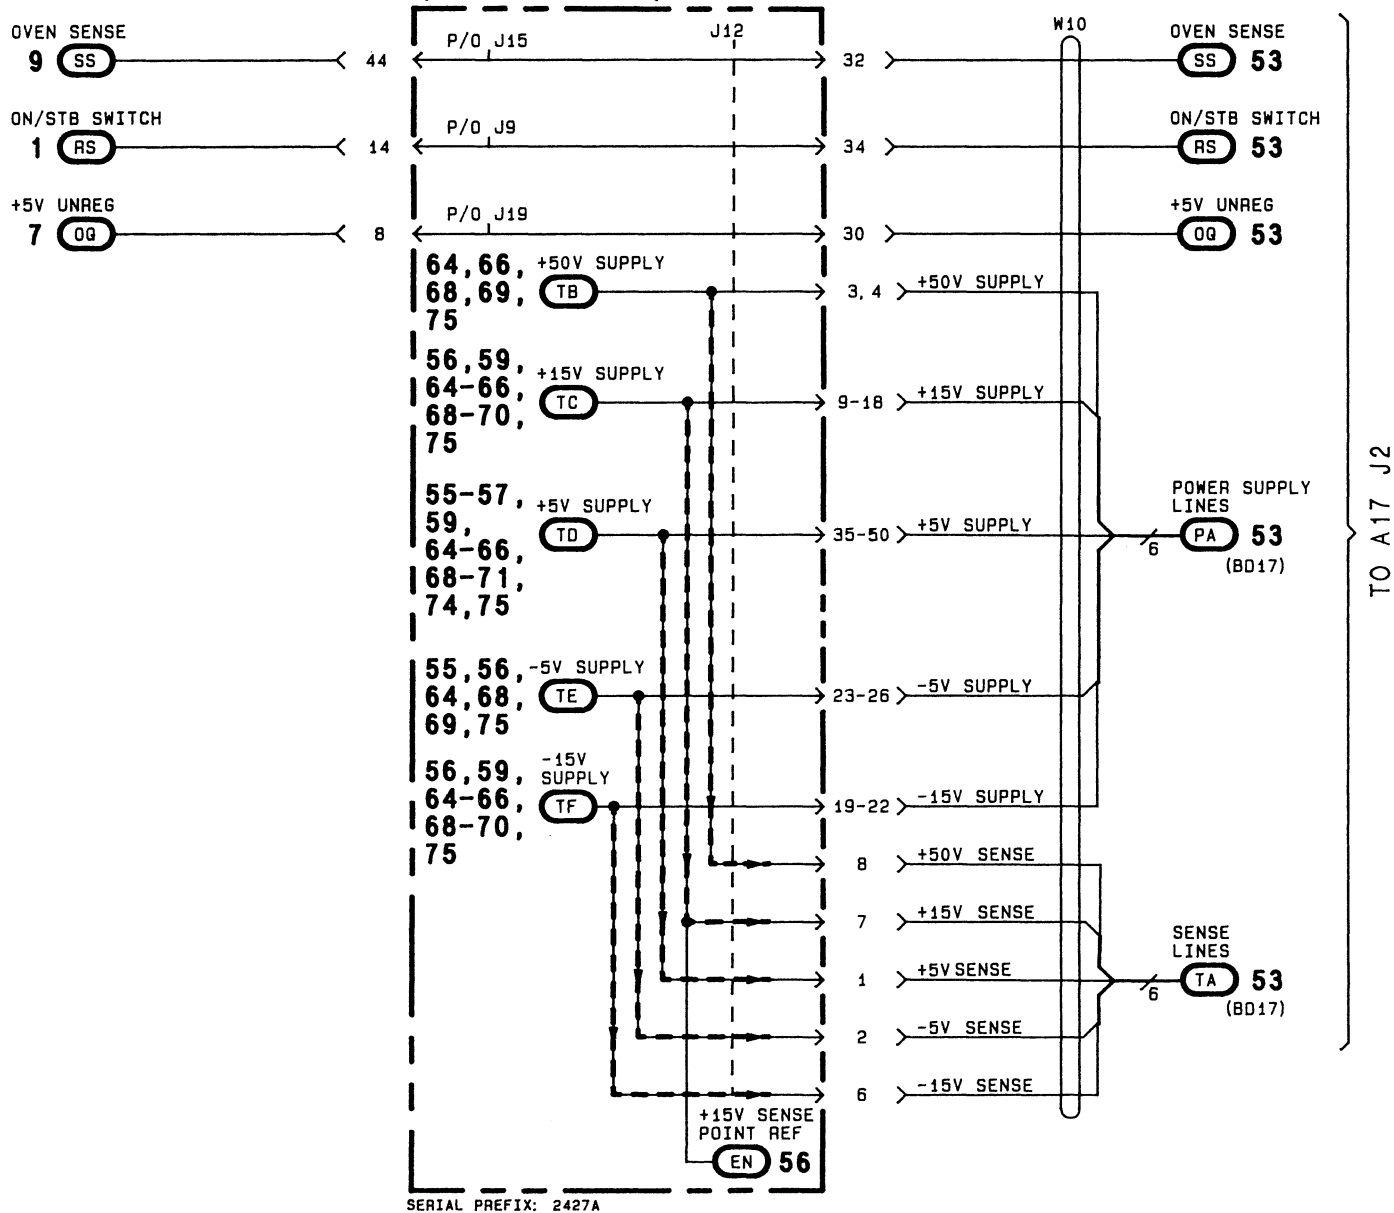 OVEN SENSE
9 SS
44
P/O J15
J12
32
W10
OVEN SENSE
SS 53
ON/STB SWITCH
1 RS
14
P/O J9
34
ON/STB SWITCH
RS 53
+5V UNREG
7 OQ
8
P/O J19
30
+5V UNREG
OQ 53
64,66,
68,69,
75
+50V SUPPLY
TB
3,4
+50V SUPPLY
56,59,
64-66,
68-70,
75
+15V SUPPLY
TC
9-18
+15V SUPPLY
55-57,
59,
64-66,
68-71,
74,75
+5V SUPPLY
TD
35-50
+5V SUPPLY
6
POWER SUPPLY
LINES
PA 53
(BD17)
TO A17 J2
55,56,
64,68,
69,75
-5V SUPPLY
TE
23-26
-5V SUPPLY
56,59,
64-66,
68-70,
75
-15V
SUPPLY
TF
19-22
-15V SUPPLY
8
+50V SENSE
7
+15V SENSE
1
+5V SENSE
6
SENSE
LINES
TA 53
(BD17)
2
-5V SENSE
6
-15V SENSE
+15V SENSE
POINT REF
EN 56
SERIAL PREFIX: 2427A